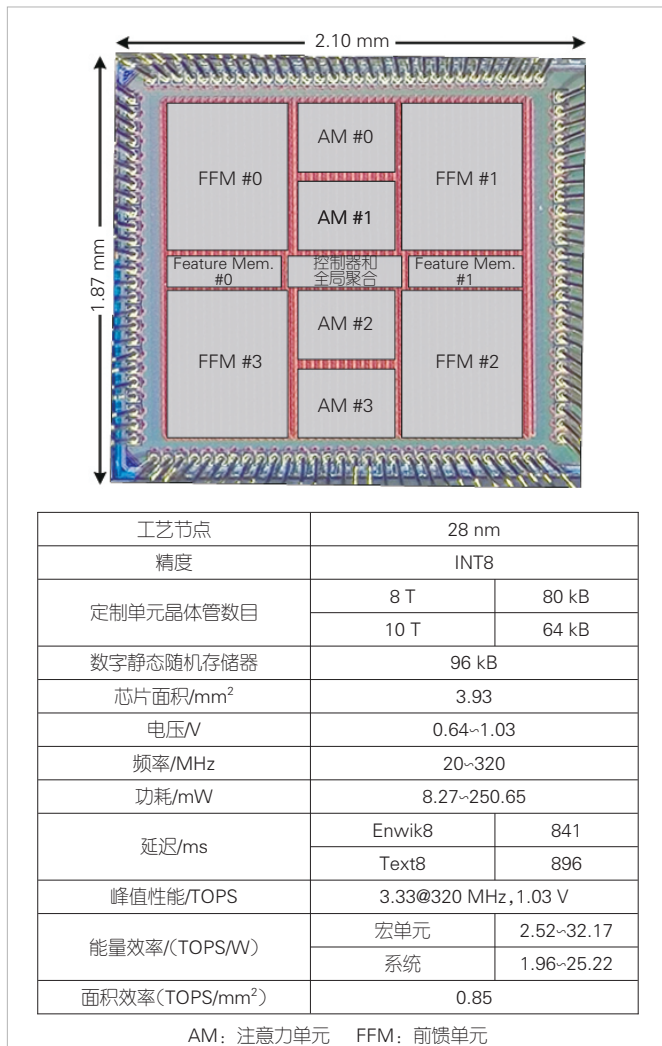 2.10 mm
1.87 mm
AM #0
FFM #0
FFM #1
AM #1
Feature Mem.
#0
控制器和
全局聚合
Feature Mem.
#1
AM #2
FFM #3
FFM #2
AM #3
工艺节点 28 nm
精度 INT8
定制单元晶体管数目 8 T 80 kB
10 T 64 kB
数字静态随机存储器 96 kB
芯片面积/mm² 3.93
电压/V 0.64~1.03
频率/MHz 20~320
功耗/mW 8.27~250.65
延迟/ms Enwik8 841
Text8 896
峰值性能/TOPS 3.33@320 MHz,1.03 V
能量效率/(TOPS/W) 宏单元 2.52~32.17
系统 1.96~25.22
面积效率(TOPS/mm²) 0.85
AM：注意力单元 FFM：前馈单元